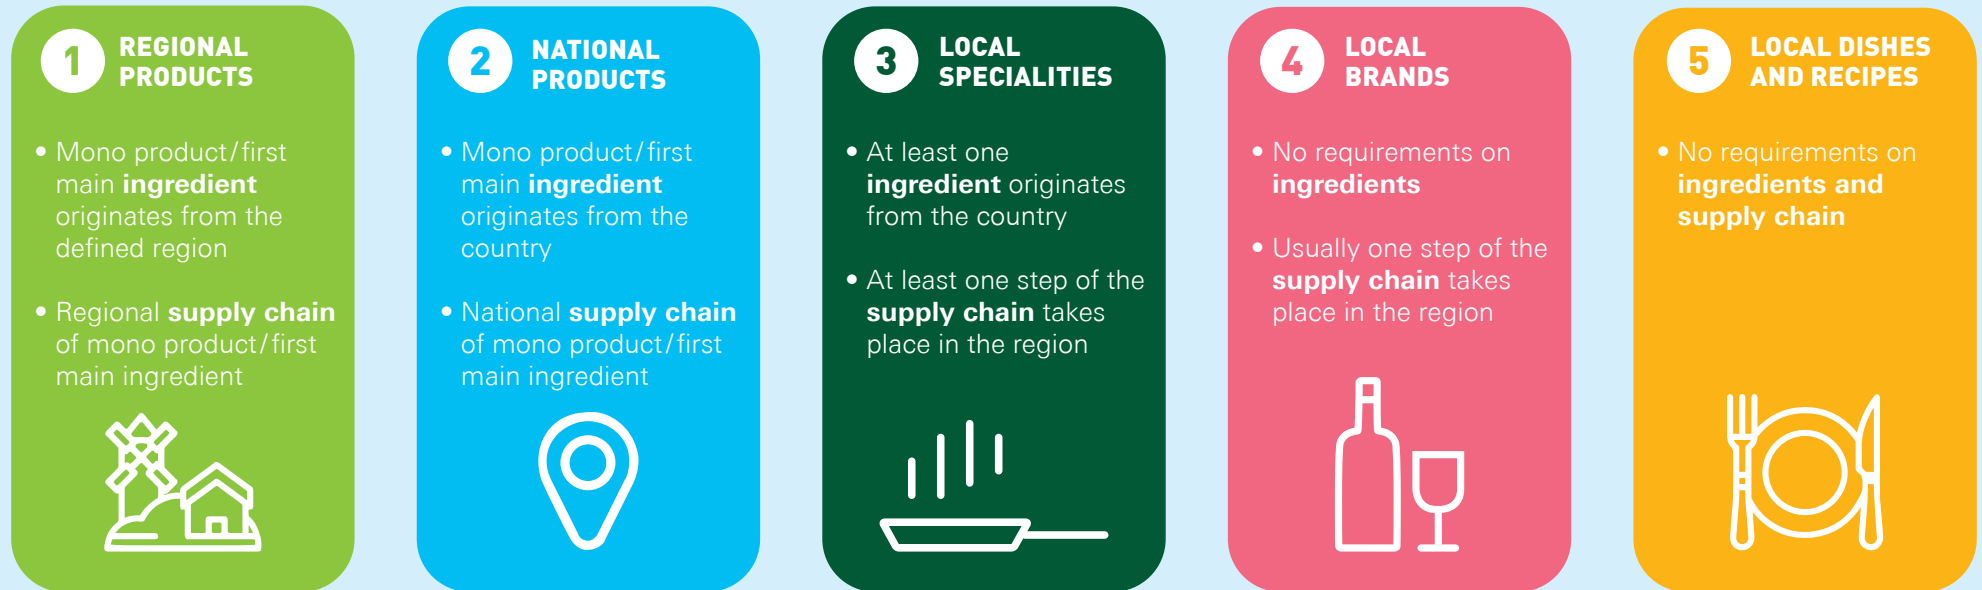 1
REGIONAL
PRODUCTS
• Mono product/first
main ingredient
originates from the
defined region
• Regional supply chain
of mono product/first
main ingredient
2
NATIONAL
PRODUCTS
• Mono product/first
main ingredient
originates from the
country
• National supply chain
of mono product/first
main ingredient
3
LOCAL
SPECIALITIES
• At least one
ingredient originates
from the country
• At least one step of the
supply chain takes
place in the region
4
LOCAL
BRANDS
• No requirements on
ingredients
• Usually one step of the
supply chain takes
place in the region
5
LOCAL DISHES
AND RECIPES
• No requirements on
ingredients and
supply chain